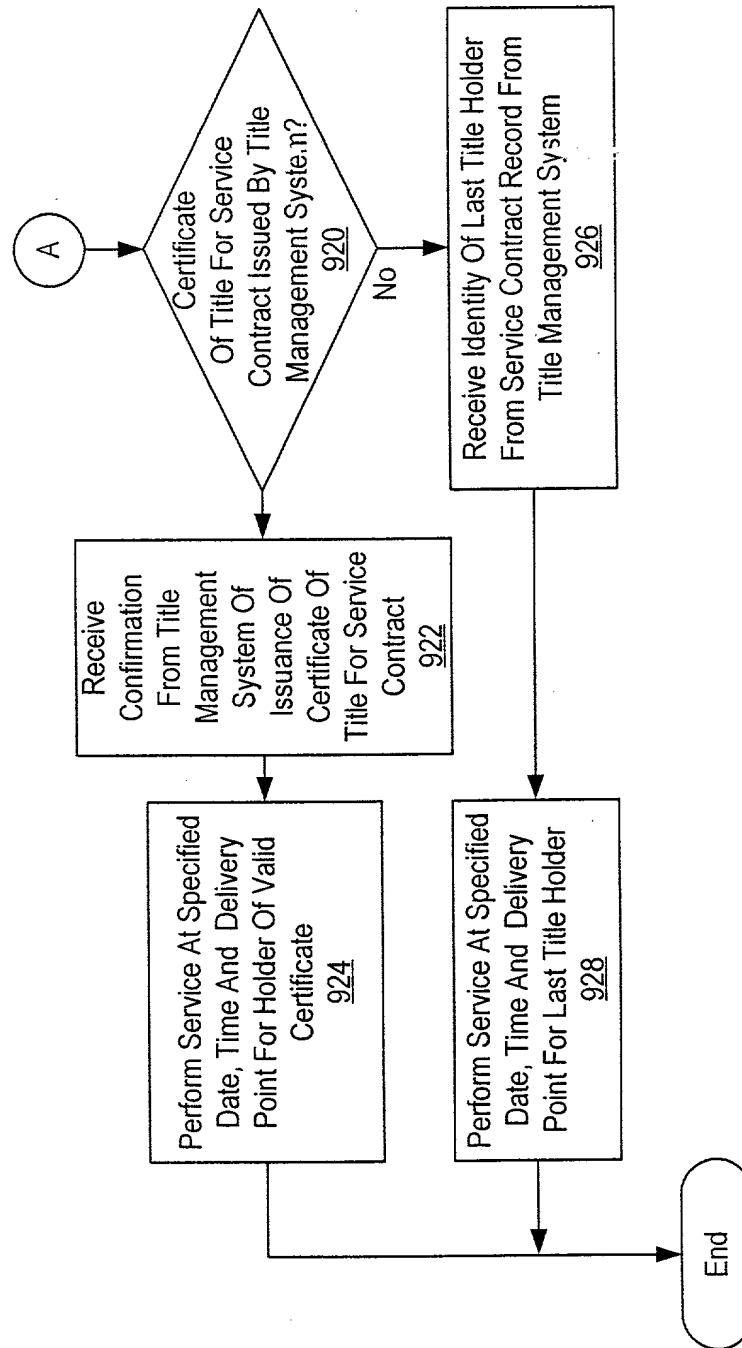 A
Certificate
Of Title For Service
Contract Issued By Title
Management Syste.n?
920
No
Receive
Confirmation
From Title
Management
System Of
Issuance Of
Certificate Of
Title For Service
Contract
922
Perform Service At Specified
Date, Time And Delivery
Point For Holder Of Valid
Certificate
924
Receive Identity Of Last Title Holder
From Service Contract Record From
Title Management System
926
Perform Service At Specified
Date, Time And Delivery
Point For Last Title Holder
928
End